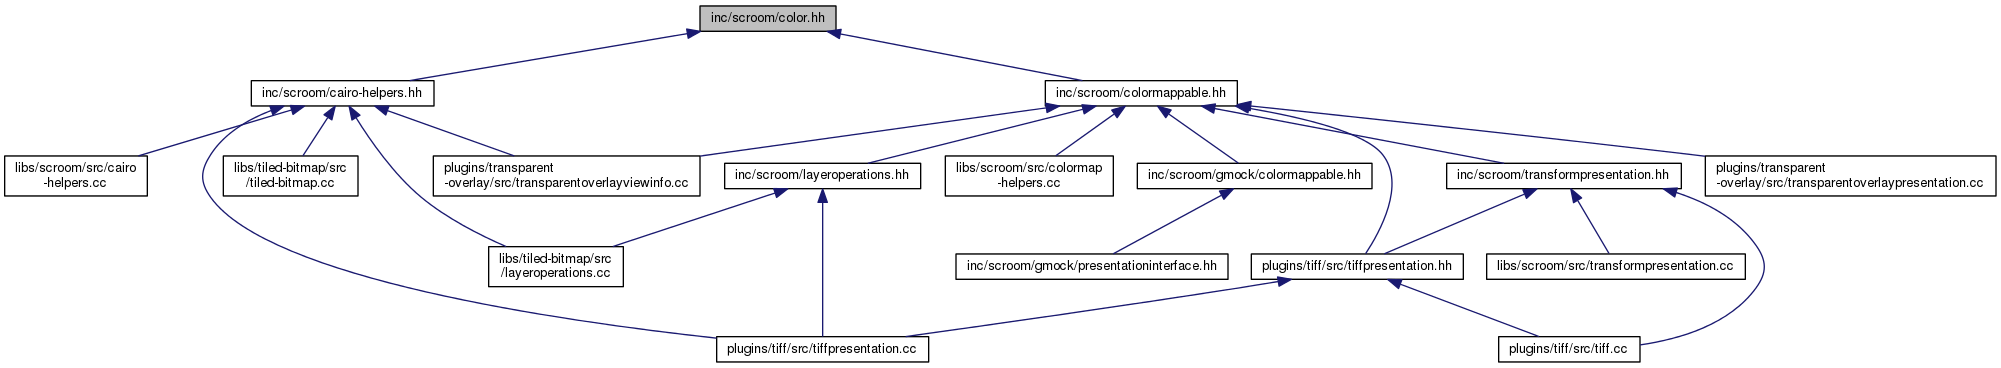 inc/scroom/color.hh
inc/scroom/cairo-helpers.hh
inc/scroom/colormappable.hh
libs/scroom/src/cairo
-helpers.cc
libs/tiled-bitmap/src
/tiled-bitmap.cc
plugins/transparent
-overlay/src/transparentoverlayviewinfo.cc
inc/scroom/layeroperations.hh
libs/scroom/src/colormap
-helpers.cc
inc/scroom/gmock/colormappable.hh
inc/scroom/transformpresentation.hh
plugins/transparent
-overlay/src/transparentoverlaypresentation.cc
libs/tiled-bitmap/src
/layeroperations.cc
inc/scroom/gmock/presentationinterface.hh
plugins/tiff/src/tiffpresentation.hh
libs/scroom/src/transformpresentation.cc
plugins/tiff/src/tiffpresentation.cc
plugins/tiff/src/tiff.cc